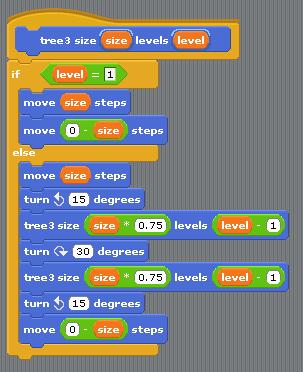 tree3 size size levels level
if level = 1
move size steps
move 0 - size steps
else
move size steps
turn 15 degrees
tree3 size size * 0.75 levels level - 1
turn 30 degrees
tree3 size size * 0.75 levels level - 1
turn 15 degrees
move 0 - size steps